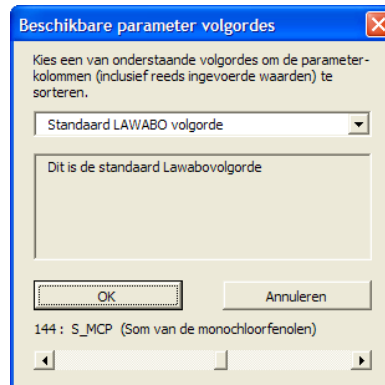 Beschikbare parameter volgordes
Kies een van onderstaande volgordes om de parameter-
kolommen (inclusief reeds ingevoerde waarden) te
sorteren.
Standaard LAWABO volgorde
Dit is de standaard Lawabovolgorde
OK Annuleren
144 : S_MCP (Som van de monochloorfenolen)